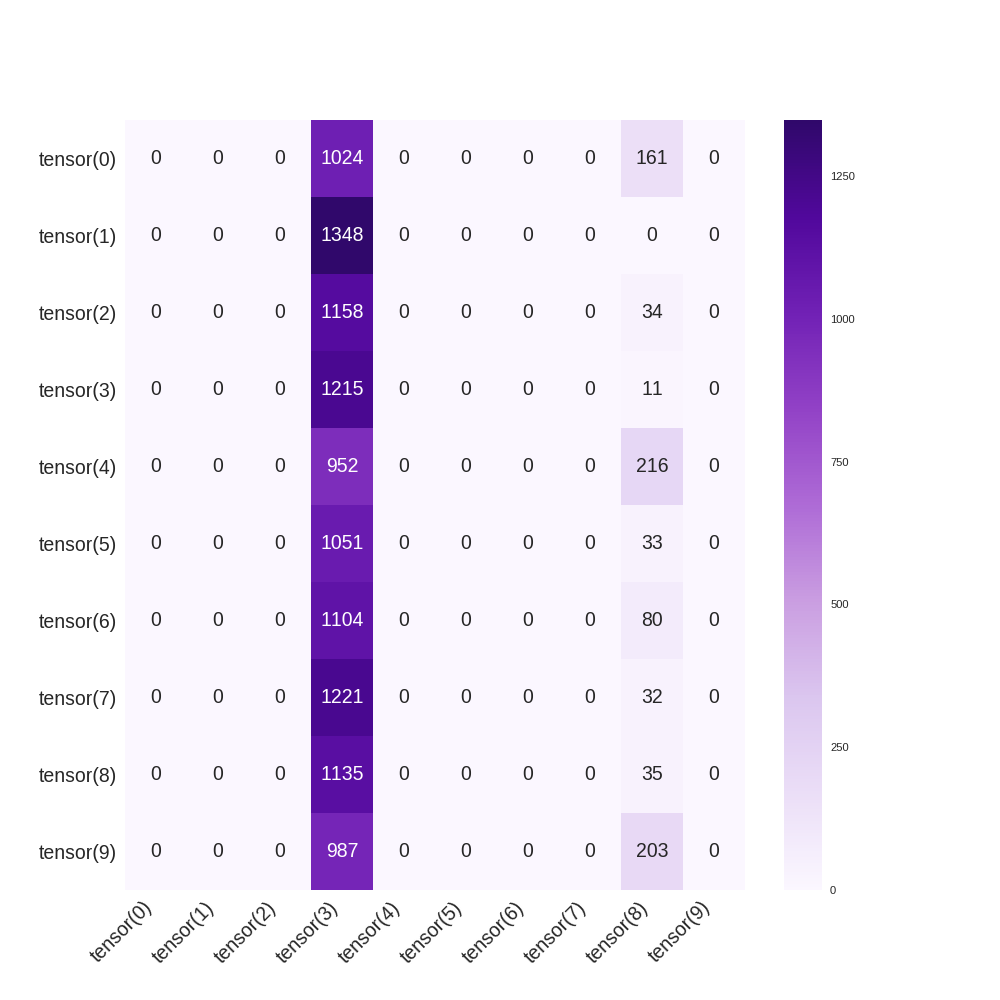 tensor(0) 0 0 0 1024 0 0 0 0 161 0
tensor(1) 0 0 0 1348 0 0 0 0 0 0
tensor(2) 0 0 0 1158 0 0 0 0 34 0
tensor(3) 0 0 0 1215 0 0 0 0 11 0
tensor(4) 0 0 0 952 0 0 0 0 216 0
tensor(5) 0 0 0 1051 0 0 0 0 33 0
tensor(6) 0 0 0 1104 0 0 0 0 80 0
tensor(7) 0 0 0 1221 0 0 0 0 32 0
tensor(8) 0 0 0 1135 0 0 0 0 35 0
tensor(9) 0 0 0 987 0 0 0 0 203 0
tensor(0) tensor(1) tensor(2) tensor(3) tensor(4) tensor(5) tensor(6) tensor(7) tensor(8) tensor(9)
1250
1000
750
500
250
0